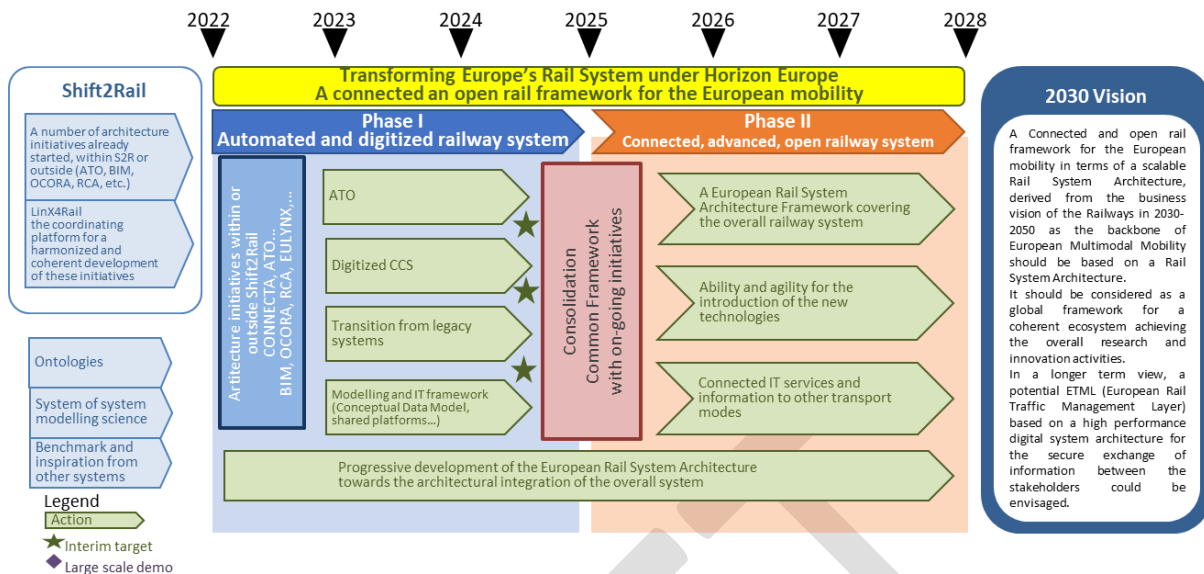 2022 2023 2024 2025 2026 2027 2028
Transforming Europe's Rail System under Horizon Europe
A connected an open rail framework for the European mobility
Shift2Rail
A number of architecture
initiatives already
started, within S2R or
outside (ATO, BIM,
OCORA, RCA, etc.)
LinX4Rail
the coordinating
platform for a
harmonized and
coherent development
of these initiatives
Ontologies
System of system
modelling science
Benchmark and
inspiration from
other systems
Legend
Action
Interim target
Large scale demo
Phase I
Automated and digitized railway system
Artitecture initiatives within or
outside Shift2Rail
CONNECTA, ATO...
BIM, OCORA, RCA, EULYNX,...
ATO
Digitized CCS
Transition from legacy
systems
Modelling and IT framework
(Conceptual Data Model,
shared platforms...)
Consolidation
Common Framework
with on-going initiatives
Phase II
Connected, advanced, open railway system
A European Rail System
Architecture Framework covering
the overall railway system
Ability and agility for the
introduction of the new
technologies
Connected IT services and
information to other transport
modes
Progressive development of the European Rail System Architecture
towards the architectural integration of the overall system
2030 Vision
A Connected and open rail
framework for the European
mobility in terms of a scalable
Rail System Architecture,
derived from the business
vision of the Railways in 2030-
2050 as the backbone of
European Multimodal Mobility
should be based on a Rail
System Architecture.
It should be considered as a
global framework for a
coherent ecosystem achieving
the overall research and
innovation activities.
In a longer term view, a
potential ETML (European Rail
Traffic Management Layer)
based on a high performance
digital system architecture for
the secure exchange of
information between the
stakeholders could be
envisaged.